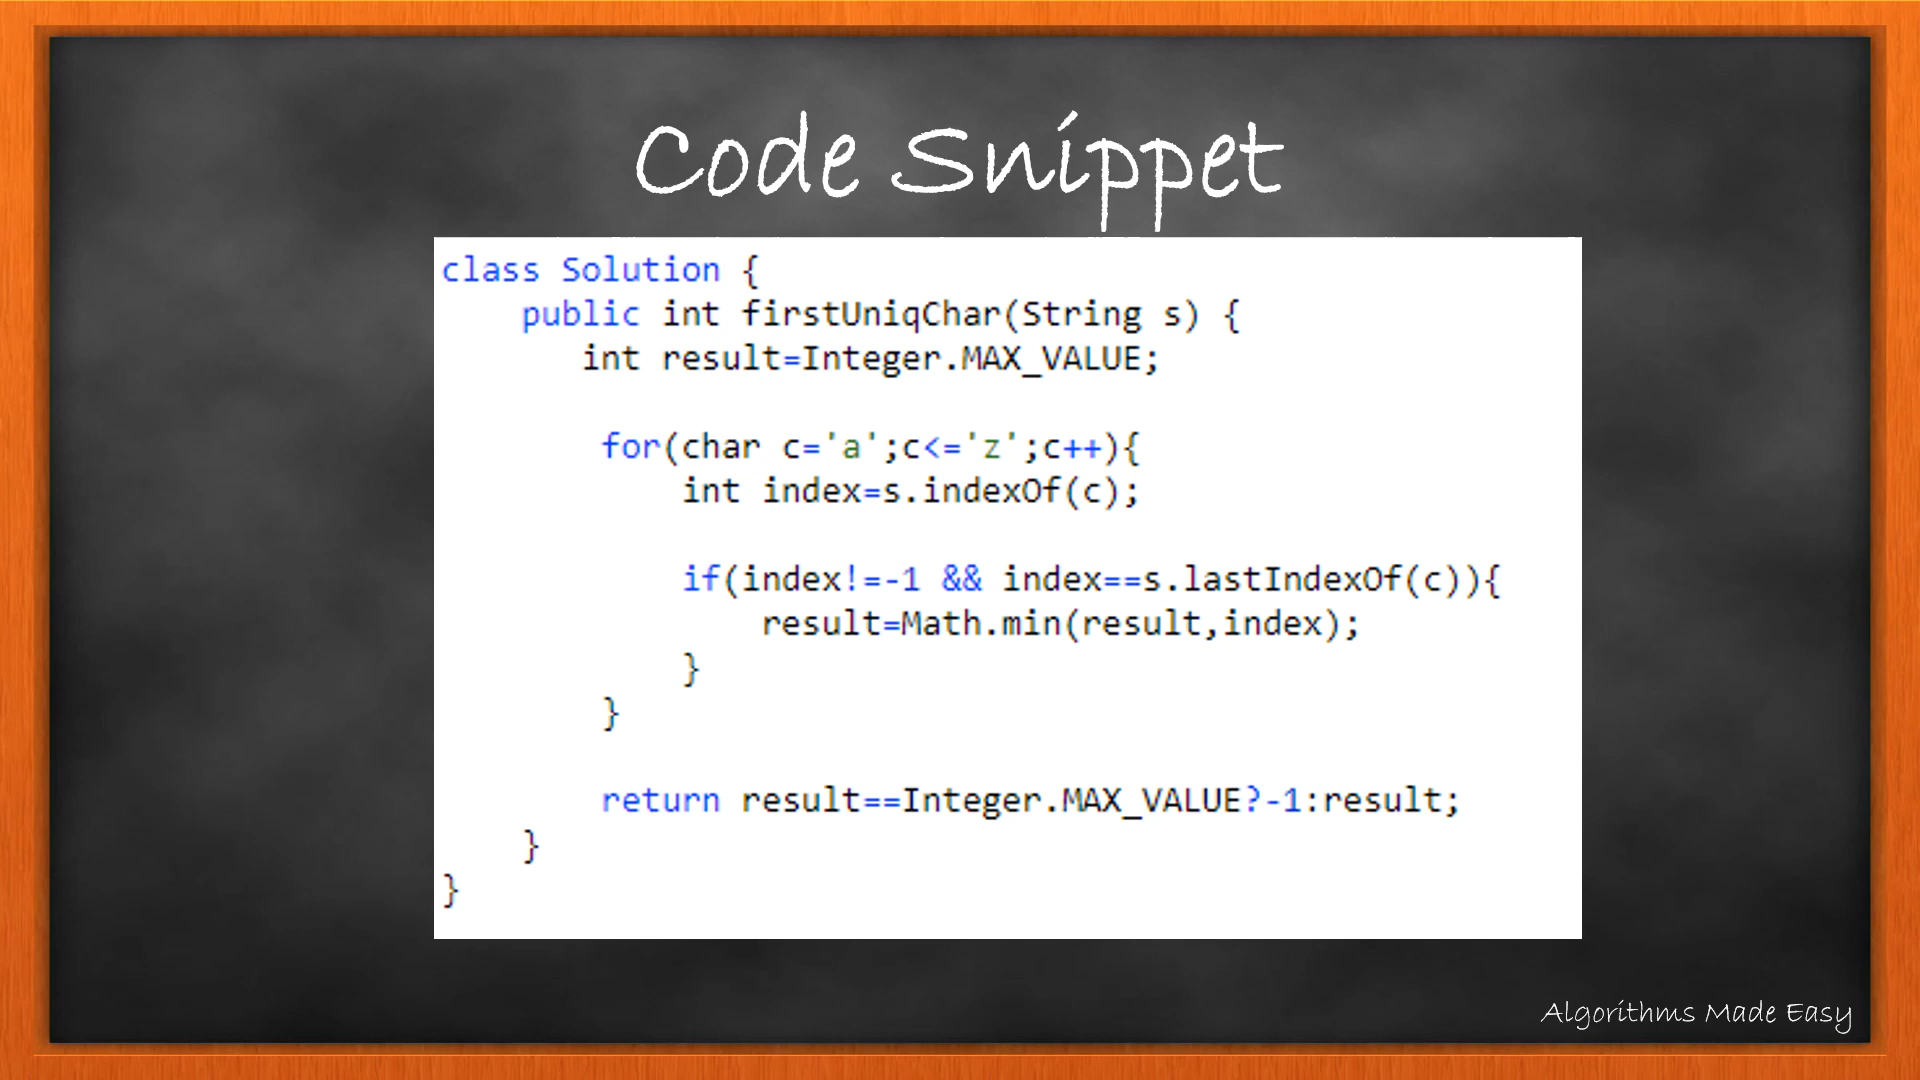 Code Snippet
class Solution {
    public int firstUniqChar(String s) {
       int result=Integer.MAX_VALUE;
        for(char c='a';c<='z';c++){
            int index=s.indexOf(c);
            if(index!=-1 && index==s.lastIndexOf(c)){
                result=Math.min(result,index);
            }
        }
        return result==Integer.MAX_VALUE?-1:result;
    }
}
Algorithms Made Easy